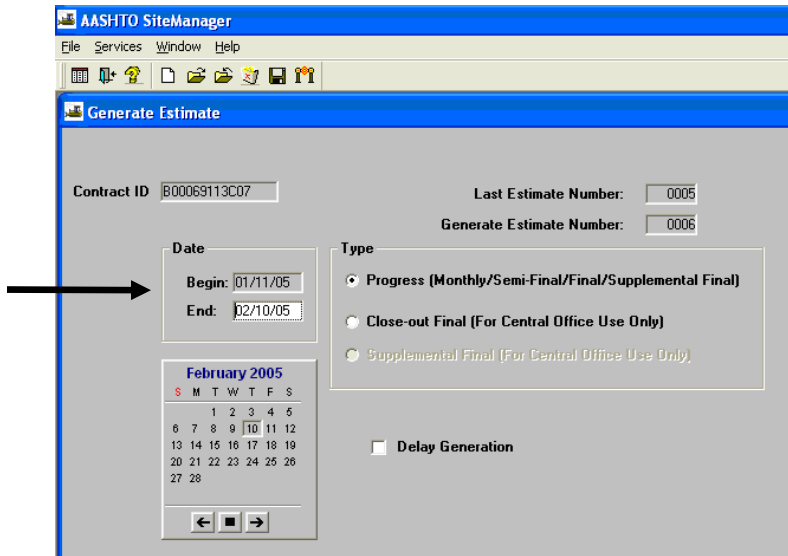 AASHTO SiteManager
File Services Window Help
Generate Estimate
Contract ID B00069113C07
Last Estimate Number: 0005
Generate Estimate Number: 0006
Date
Begin: 01/11/05
End: 02/10/05
Type
Progress (Monthly/Semi-Final/Final/Supplemental Final)
Close-out Final (For Central Office Use Only)
Supplemental Final (For Central Office Use Only)
February 2005
S M T W T F S
1 2 3 4 5
6 7 8 9 10 11 12
13 14 15 16 17 18 19
20 21 22 23 24 25 26
27 28
Delay Generation